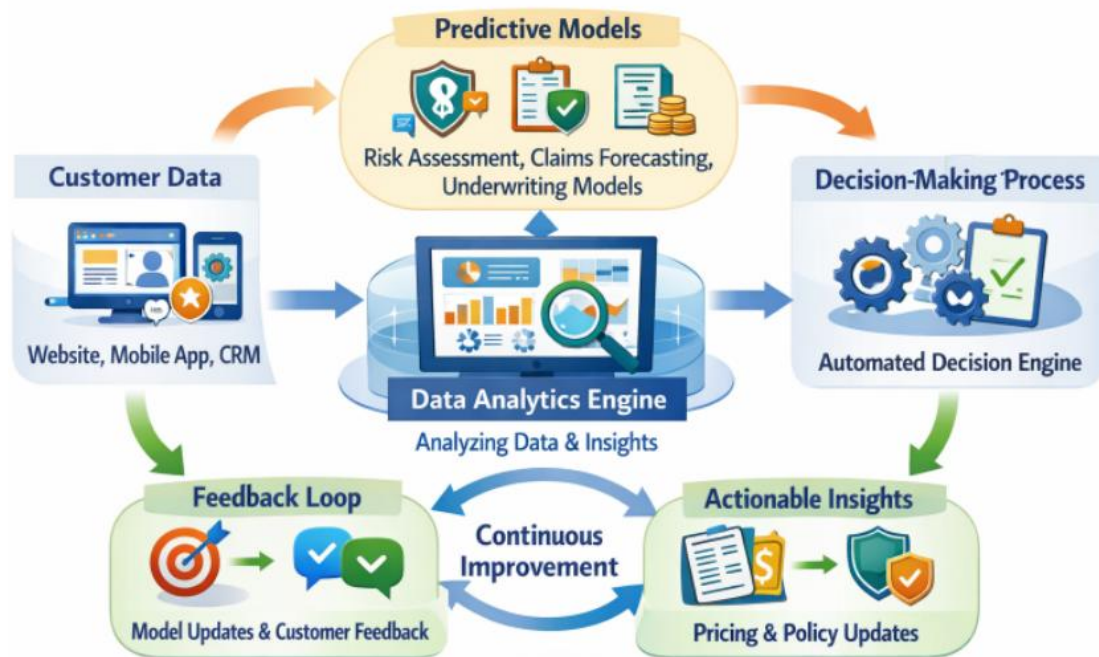 Predictive Models
Risk Assessment, Claims Forecasting,
Underwriting Models
Customer Data
Website, Mobile App, CRM
Data Analytics Engine
Analyzing Data & Insights
Decision-Making Process
Automated Decision Engine
Feedback Loop
Model Updates & Customer Feedback
Continuous
Improvement
Actionable Insights
Pricing & Policy Updates